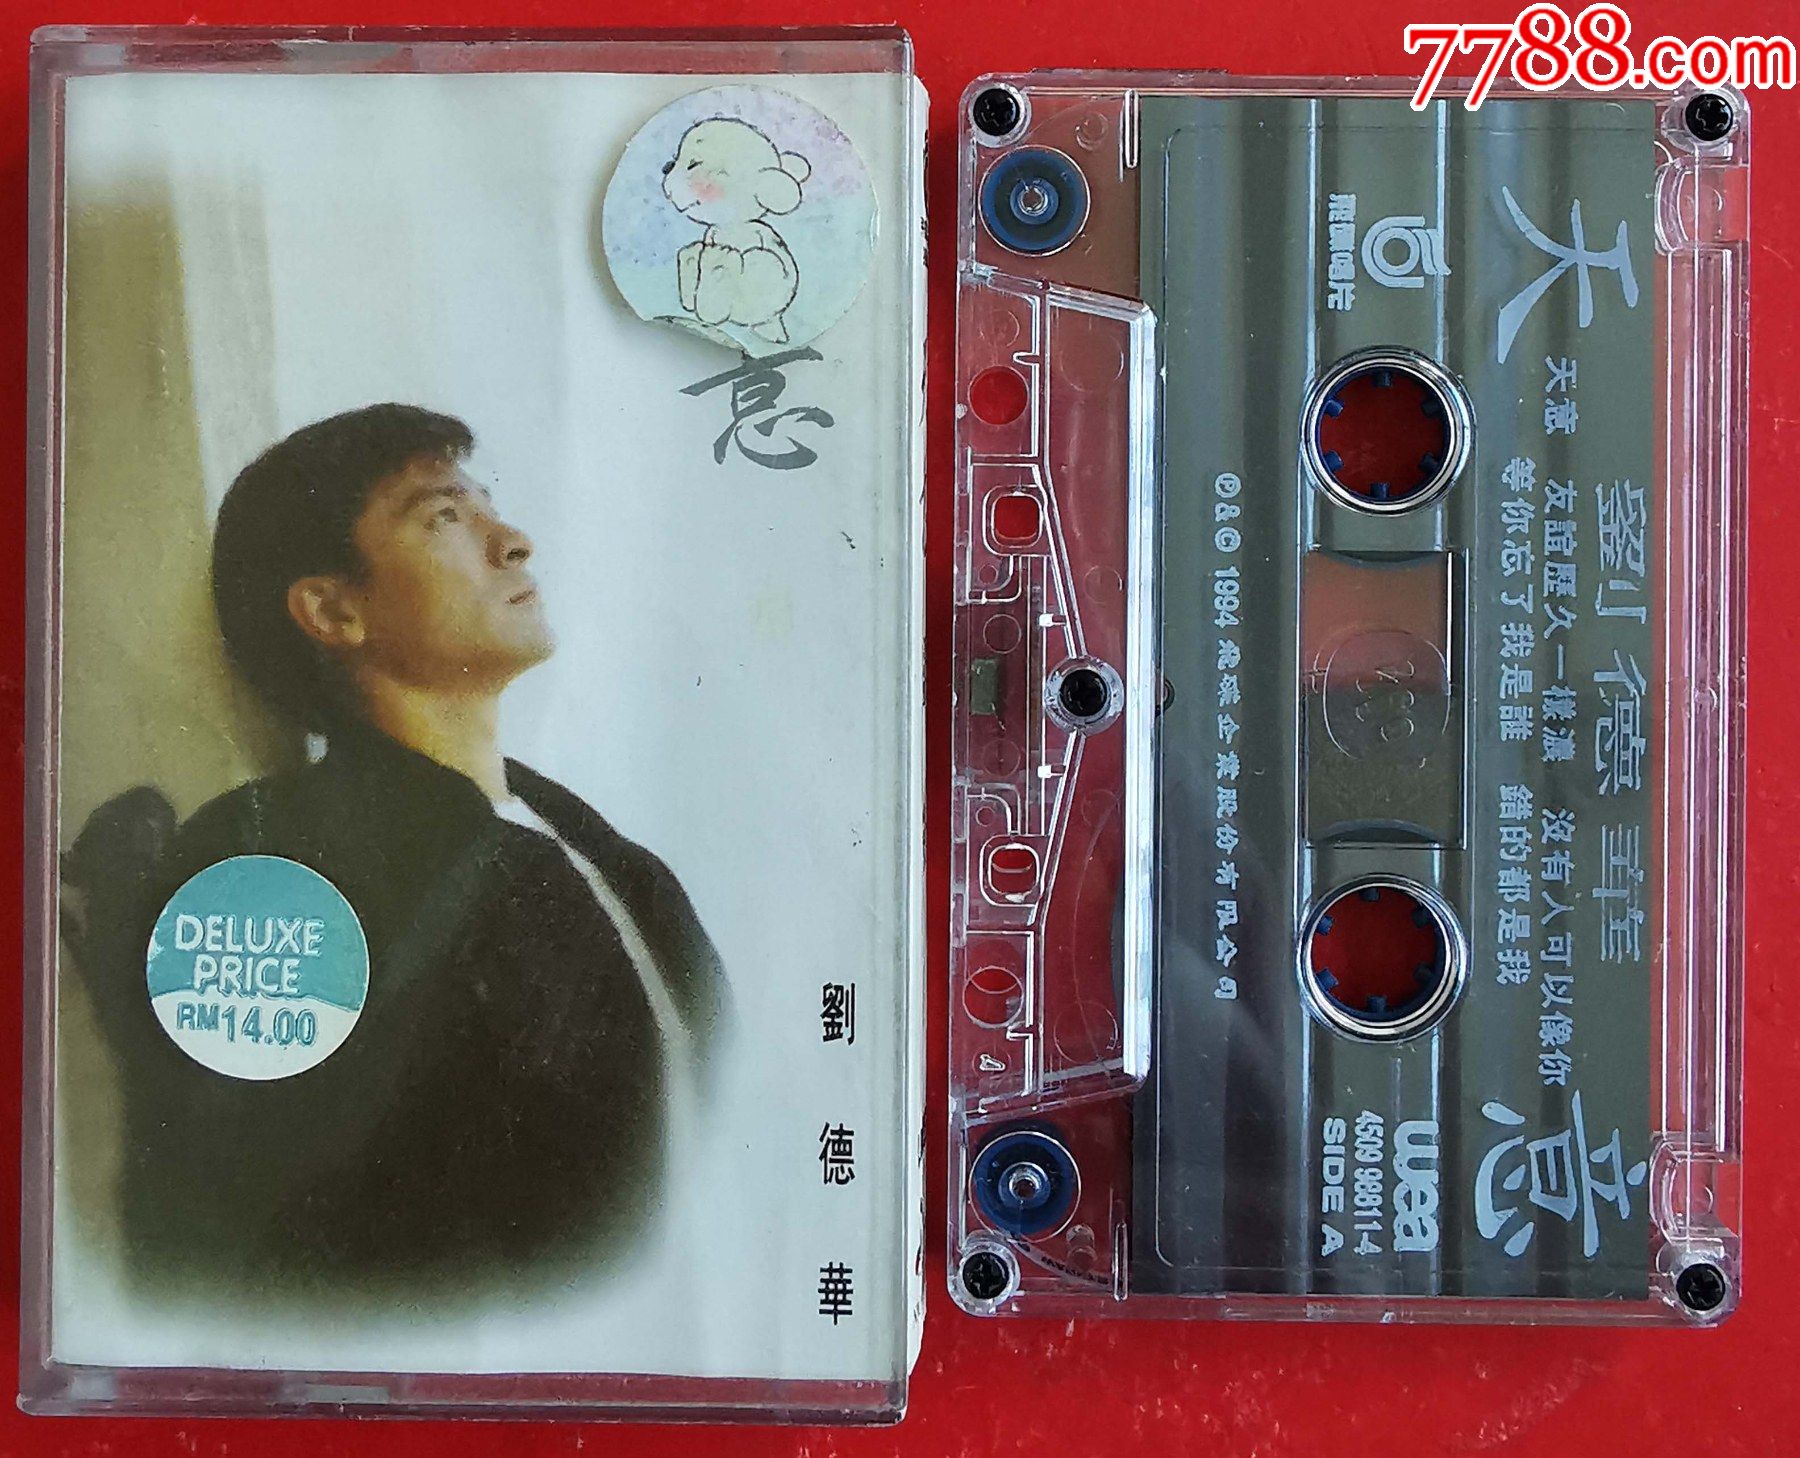 7788.com
意
劉德華
DELUXE
PRICE
RM14.00
天意
劉德華
天意 友誼歷久一樣濃 沒有人可以像你
等你忘了我是誰 錯的都是我
飛碟唱片
wea
4509 96811-4
SIDE A
℗&© 1994 飛碟企業股份有限公司